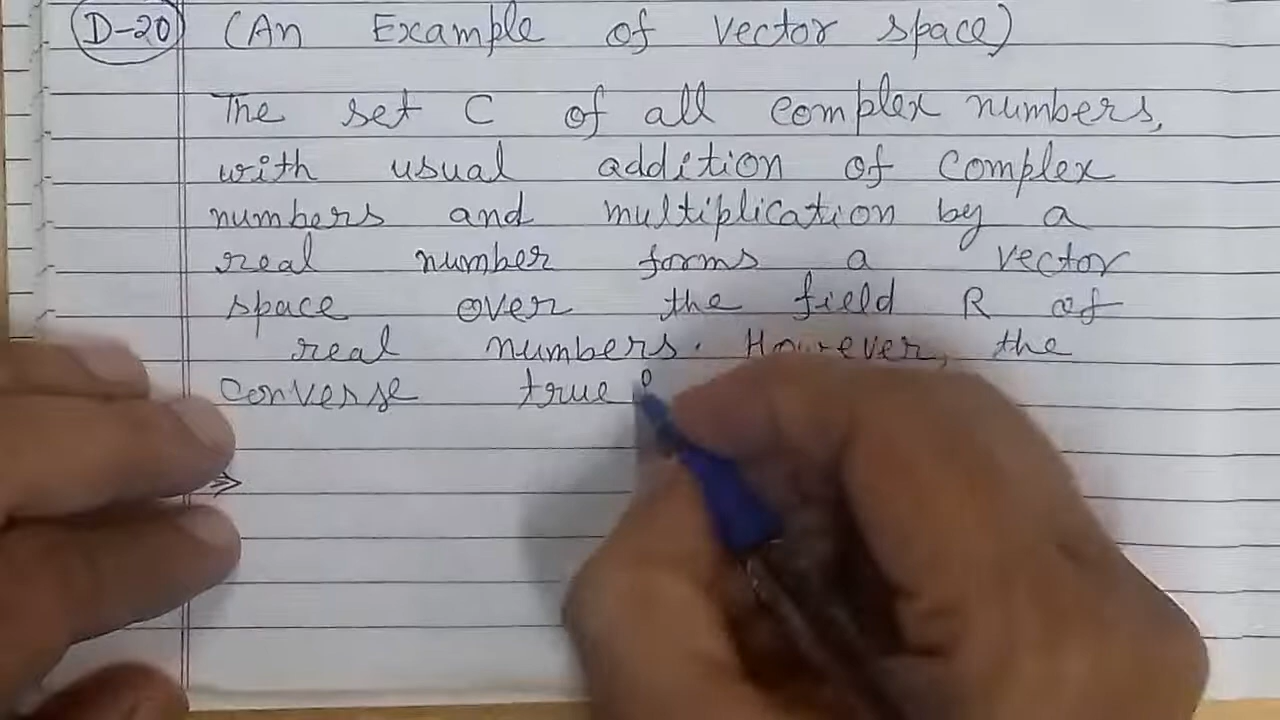 D-20 (An Example of vector space)
The set C of all complex numbers,
with usual addition of complex
numbers and multiplication by a
real number forms a vector
space over the field R of
real numbers. However, the
converse true